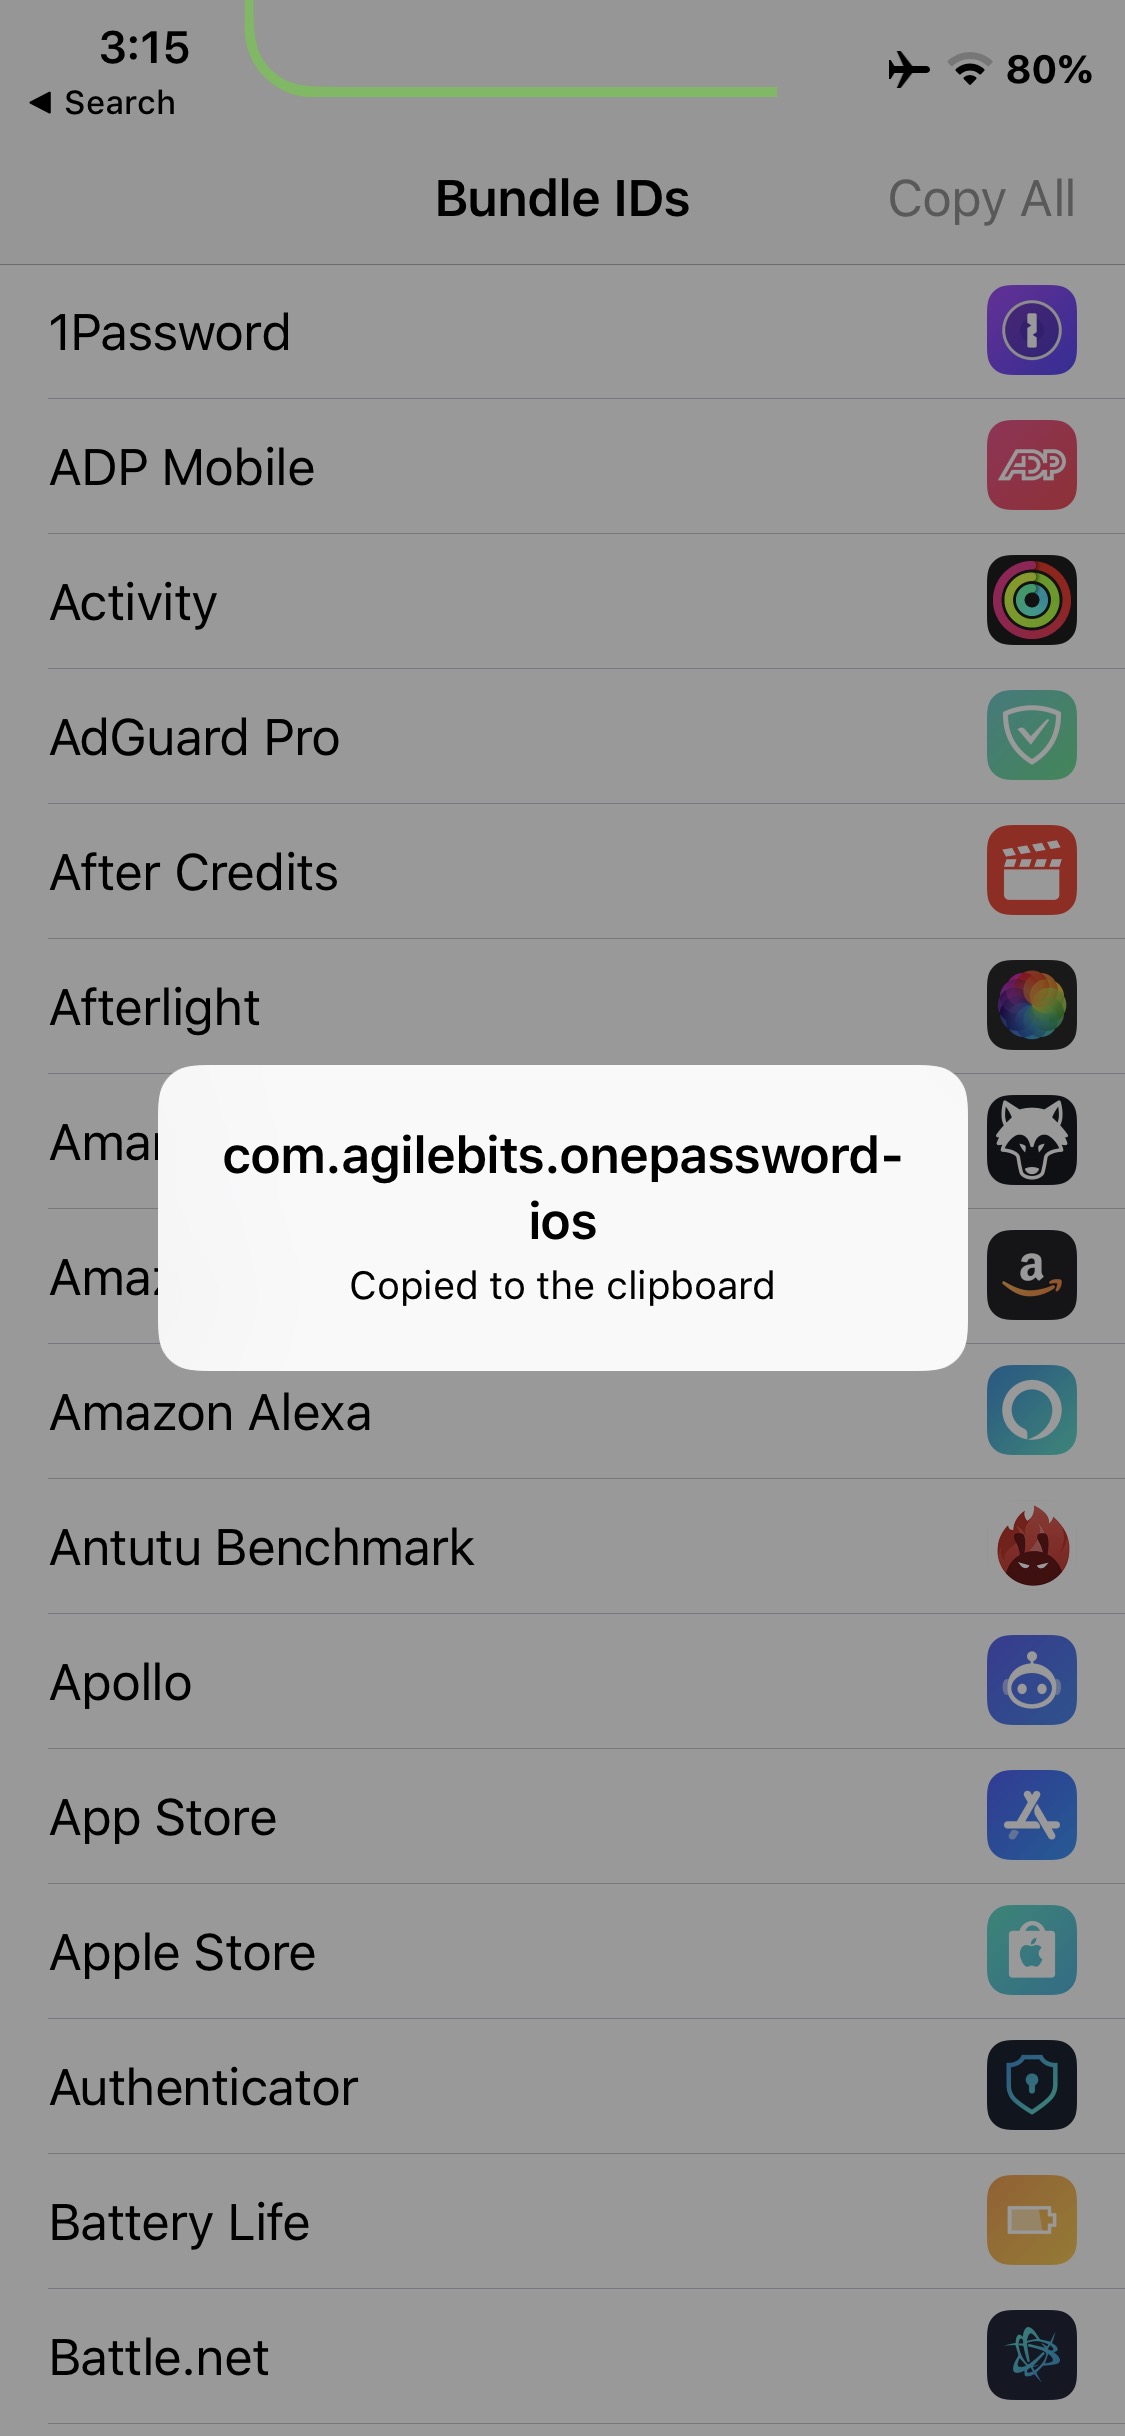 3:15
80%
Search
Bundle IDs
Copy All
1Password
ADP Mobile
ADP
Activity
AdGuard Pro
After Credits
Afterlight
com.agilebits.onepassword-
ios
Copied to the clipboard
a
Amazon Alexa
Antutu Benchmark
Apollo
App Store
Apple Store
Authenticator
Battery Life
Battle.net